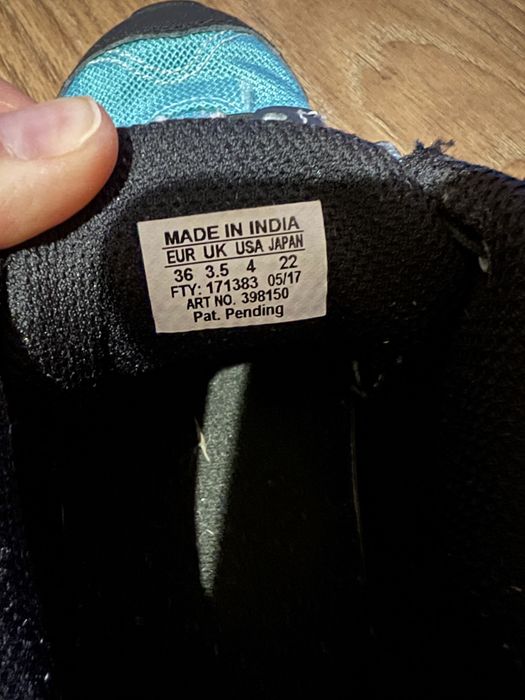 MADE IN INDIA
EUR UK USA JAPAN
36 3.5 4 22
FTY: 171383 05/17
ART NO. 398150
Pat. Pending